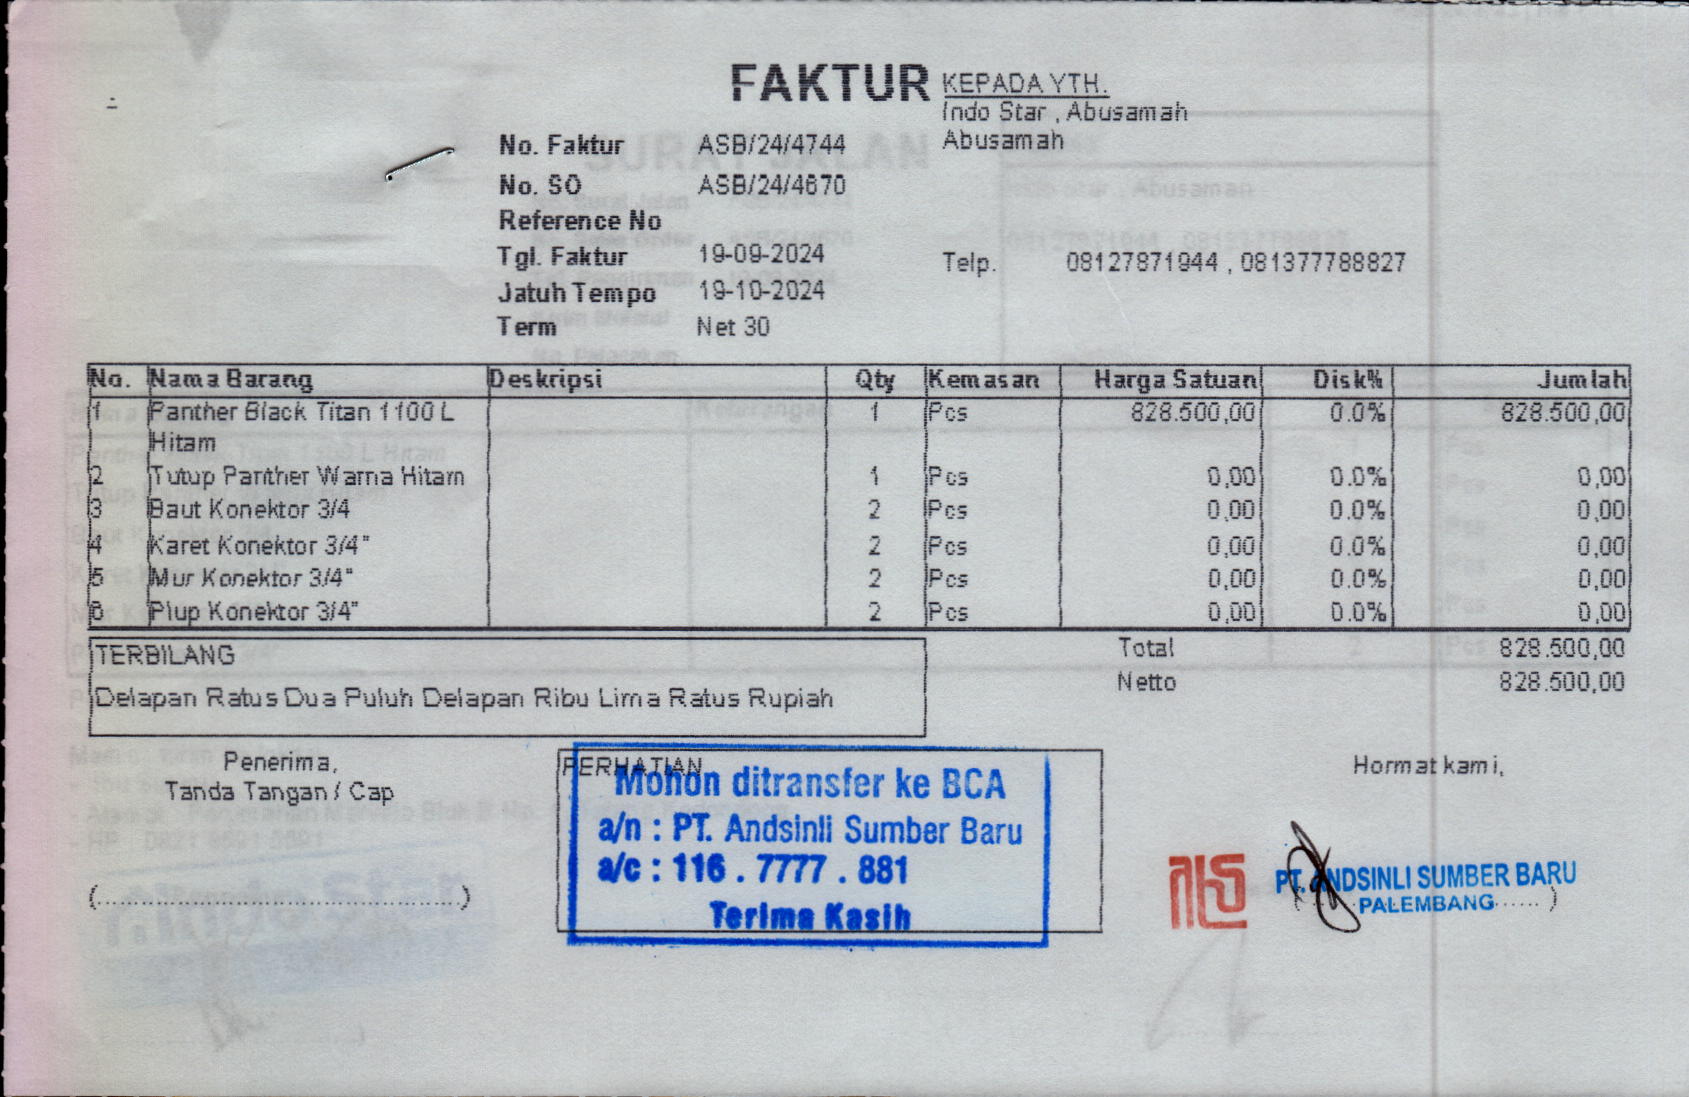 FAKTUR
KEPADA YTH.
Indo Star , Abusamah
Abusamah
No. Faktur ASB/24/4744
No. SO ASB/24/4670
Reference No
Tgl. Faktur 19-09-2024
Telp. 08127871944 , 081377788827
Jatuh Tempo 19-10-2024
Term Net 30
No. Nama Barang Deskripsi Qty Kemasan Harga Satuan Disk% Jumlah
1 Panther Black Titan 1100 L 1 Pcs 828.500,00 0.0% 828.500,00
Hitam
2 Tutup Panther Warna Hitam 1 Pcs 0,00 0.0% 0,00
3 Baut Konektor 3/4 2 Pcs 0,00 0.0% 0,00
4 Karet Konektor 3/4" 2 Pcs 0,00 0.0% 0,00
5 Mur Konektor 3/4" 2 Pcs 0,00 0.0% 0,00
6 Plup Konektor 3/4" 2 Pcs 0,00 0.0% 0,00
TERBILANG
Delapan Ratus Dua Puluh Delapan Ribu Lima Ratus Rupiah
Total 828.500,00
Netto 828.500,00
Penerima,
Tanda Tangan / Cap
(..................................................)
PERHATIAN
Mohon ditransfer ke BCA
a/n : PT. Andsinli Sumber Baru
a/c : 116 . 7777 . 881
Terima Kasih
Hormat kami,
PT. ANDSINLI SUMBER BARU
PALEMBANG